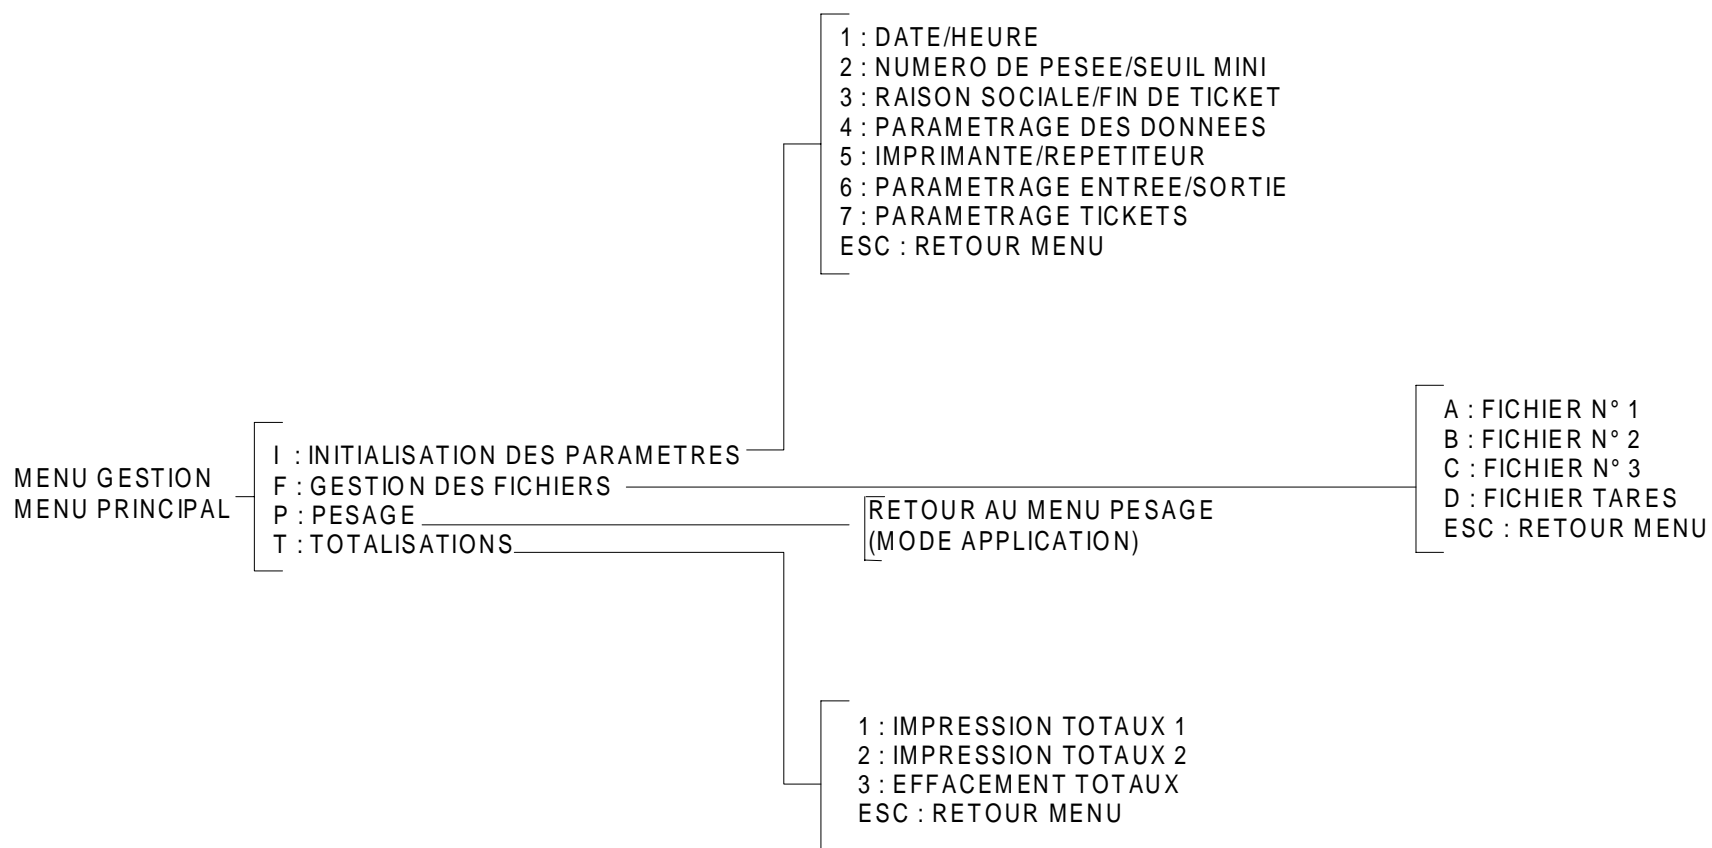 1 : DATE/HEURE
2 : NUMERO DE PESEE/SEUIL MINI
3 : RAISON SOCIALE/FIN DE TICKET
4 : PARAMETRAGE DES DONNEES
5 : IMPRIMANTE/REPETITEUR
6 : PARAMETRAGE ENTREE/SORTIE
7 : PARAMETRAGE TICKETS
ESC : RETOUR MENU
MENU GESTION
MENU PRINCIPAL
I : INITIALISATION DES PARAMETRES
F : GESTION DES FICHIERS
P : PESAGE
T : TOTALISATIONS
RETOUR AU MENU PESAGE
(MODE APPLICATION)
A : FICHIER N° 1
B : FICHIER N° 2
C : FICHIER N° 3
D : FICHIER TARES
ESC : RETOUR MENU
1 : IMPRESSION TOTAUX 1
2 : IMPRESSION TOTAUX 2
3 : EFFACEMENT TOTAUX
ESC : RETOUR MENU